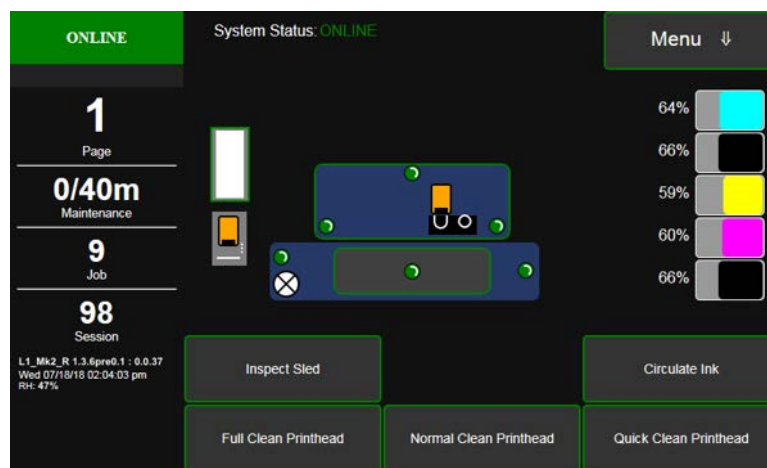 ONLINE
System Status: ONLINE
Menu ⇓
1
Page
0/40m
Maintenance
9
Job
98
Session
L1_Mk2_R 1.3.6pre0.1 : 0.0.37
Wed 07/18/18 02:04:03 pm
RH: 47%
64%
66%
59%
60%
66%
Inspect Sled
Circulate Ink
Full Clean Printhead
Normal Clean Printhead
Quick Clean Printhead